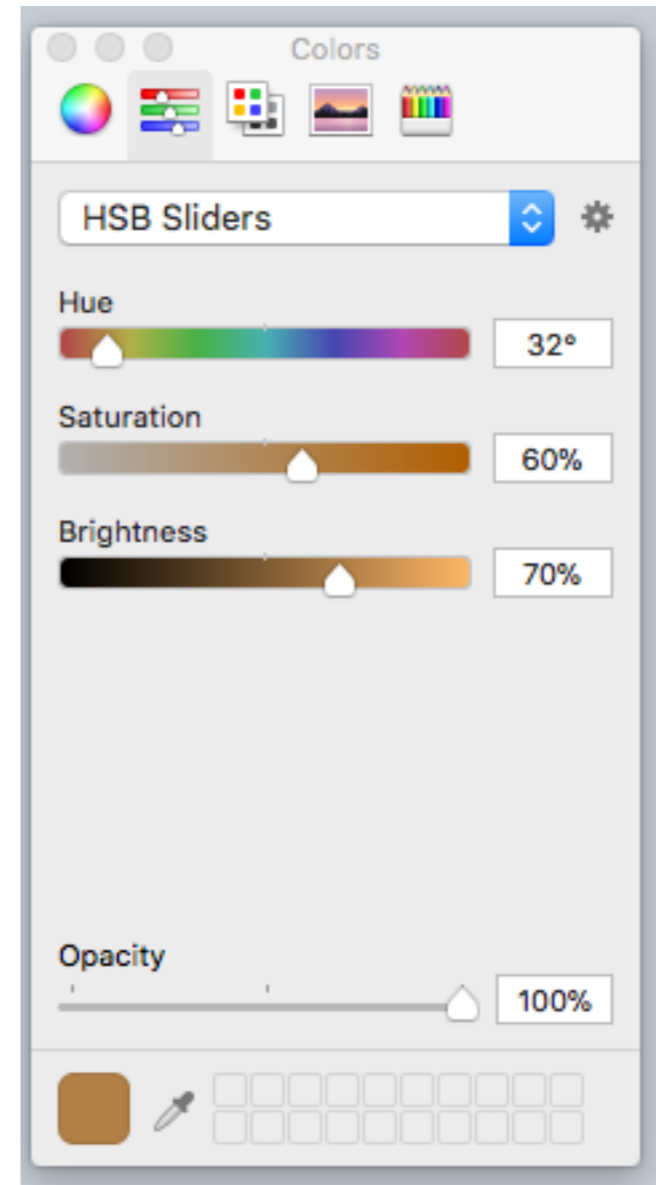 Colors
HSB Sliders
Hue
32°
Saturation
60%
Brightness
70%
Opacity
100%